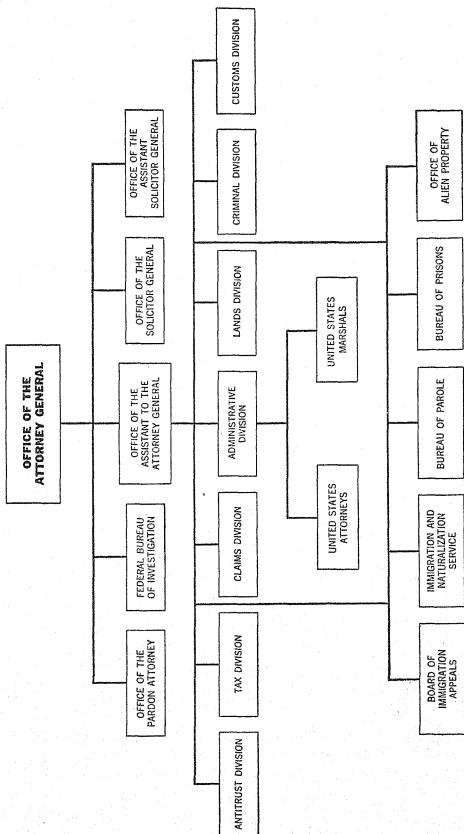 OFFICE OF THE
ATTORNEY GENERAL
OFFICE OF THE
PARDON ATTORNEY
FEDERAL BUREAU
OF INVESTIGATION
OFFICE OF THE
ASSISTANT TO THE
ATTORNEY GENERAL
OFFICE OF THE
SOLICITOR GENERAL
OFFICE OF THE
ASSISTANT
SOLICITOR GENERAL
ANTITRUST DIVISION
TAX DIVISION
CLAIMS DIVISION
ADMINISTRATIVE
DIVISION
LANDS DIVISION
CRIMINAL DIVISION
CUSTOMS DIVISION
UNITED STATES
ATTORNEYS
UNITED STATES
MARSHALS
BOARD OF
IMMIGRATION
APPEALS
IMMIGRATION AND
NATURALIZATION
SERVICE
BUREAU OF PAROLE
BUREAU OF PRISONS
OFFICE OF
ALIEN PROPERTY